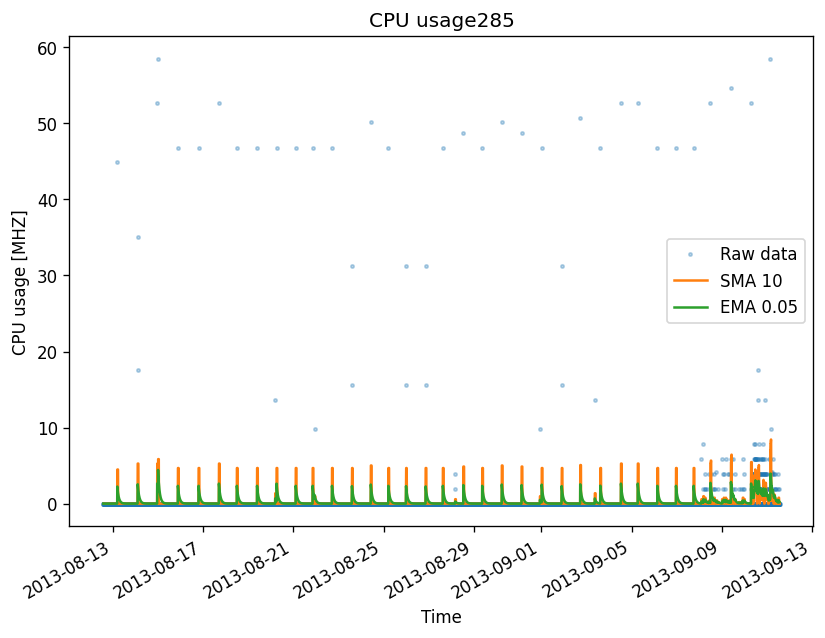 CPU usage285
60
50
40
30
20
10
0
CPU usage [MHZ]
Raw data
SMA 10
EMA 0.05
2013-08-13
2013-08-17
2013-08-21
2013-08-25
2013-08-29
2013-09-01
2013-09-05
2013-09-09
2013-09-13
Time